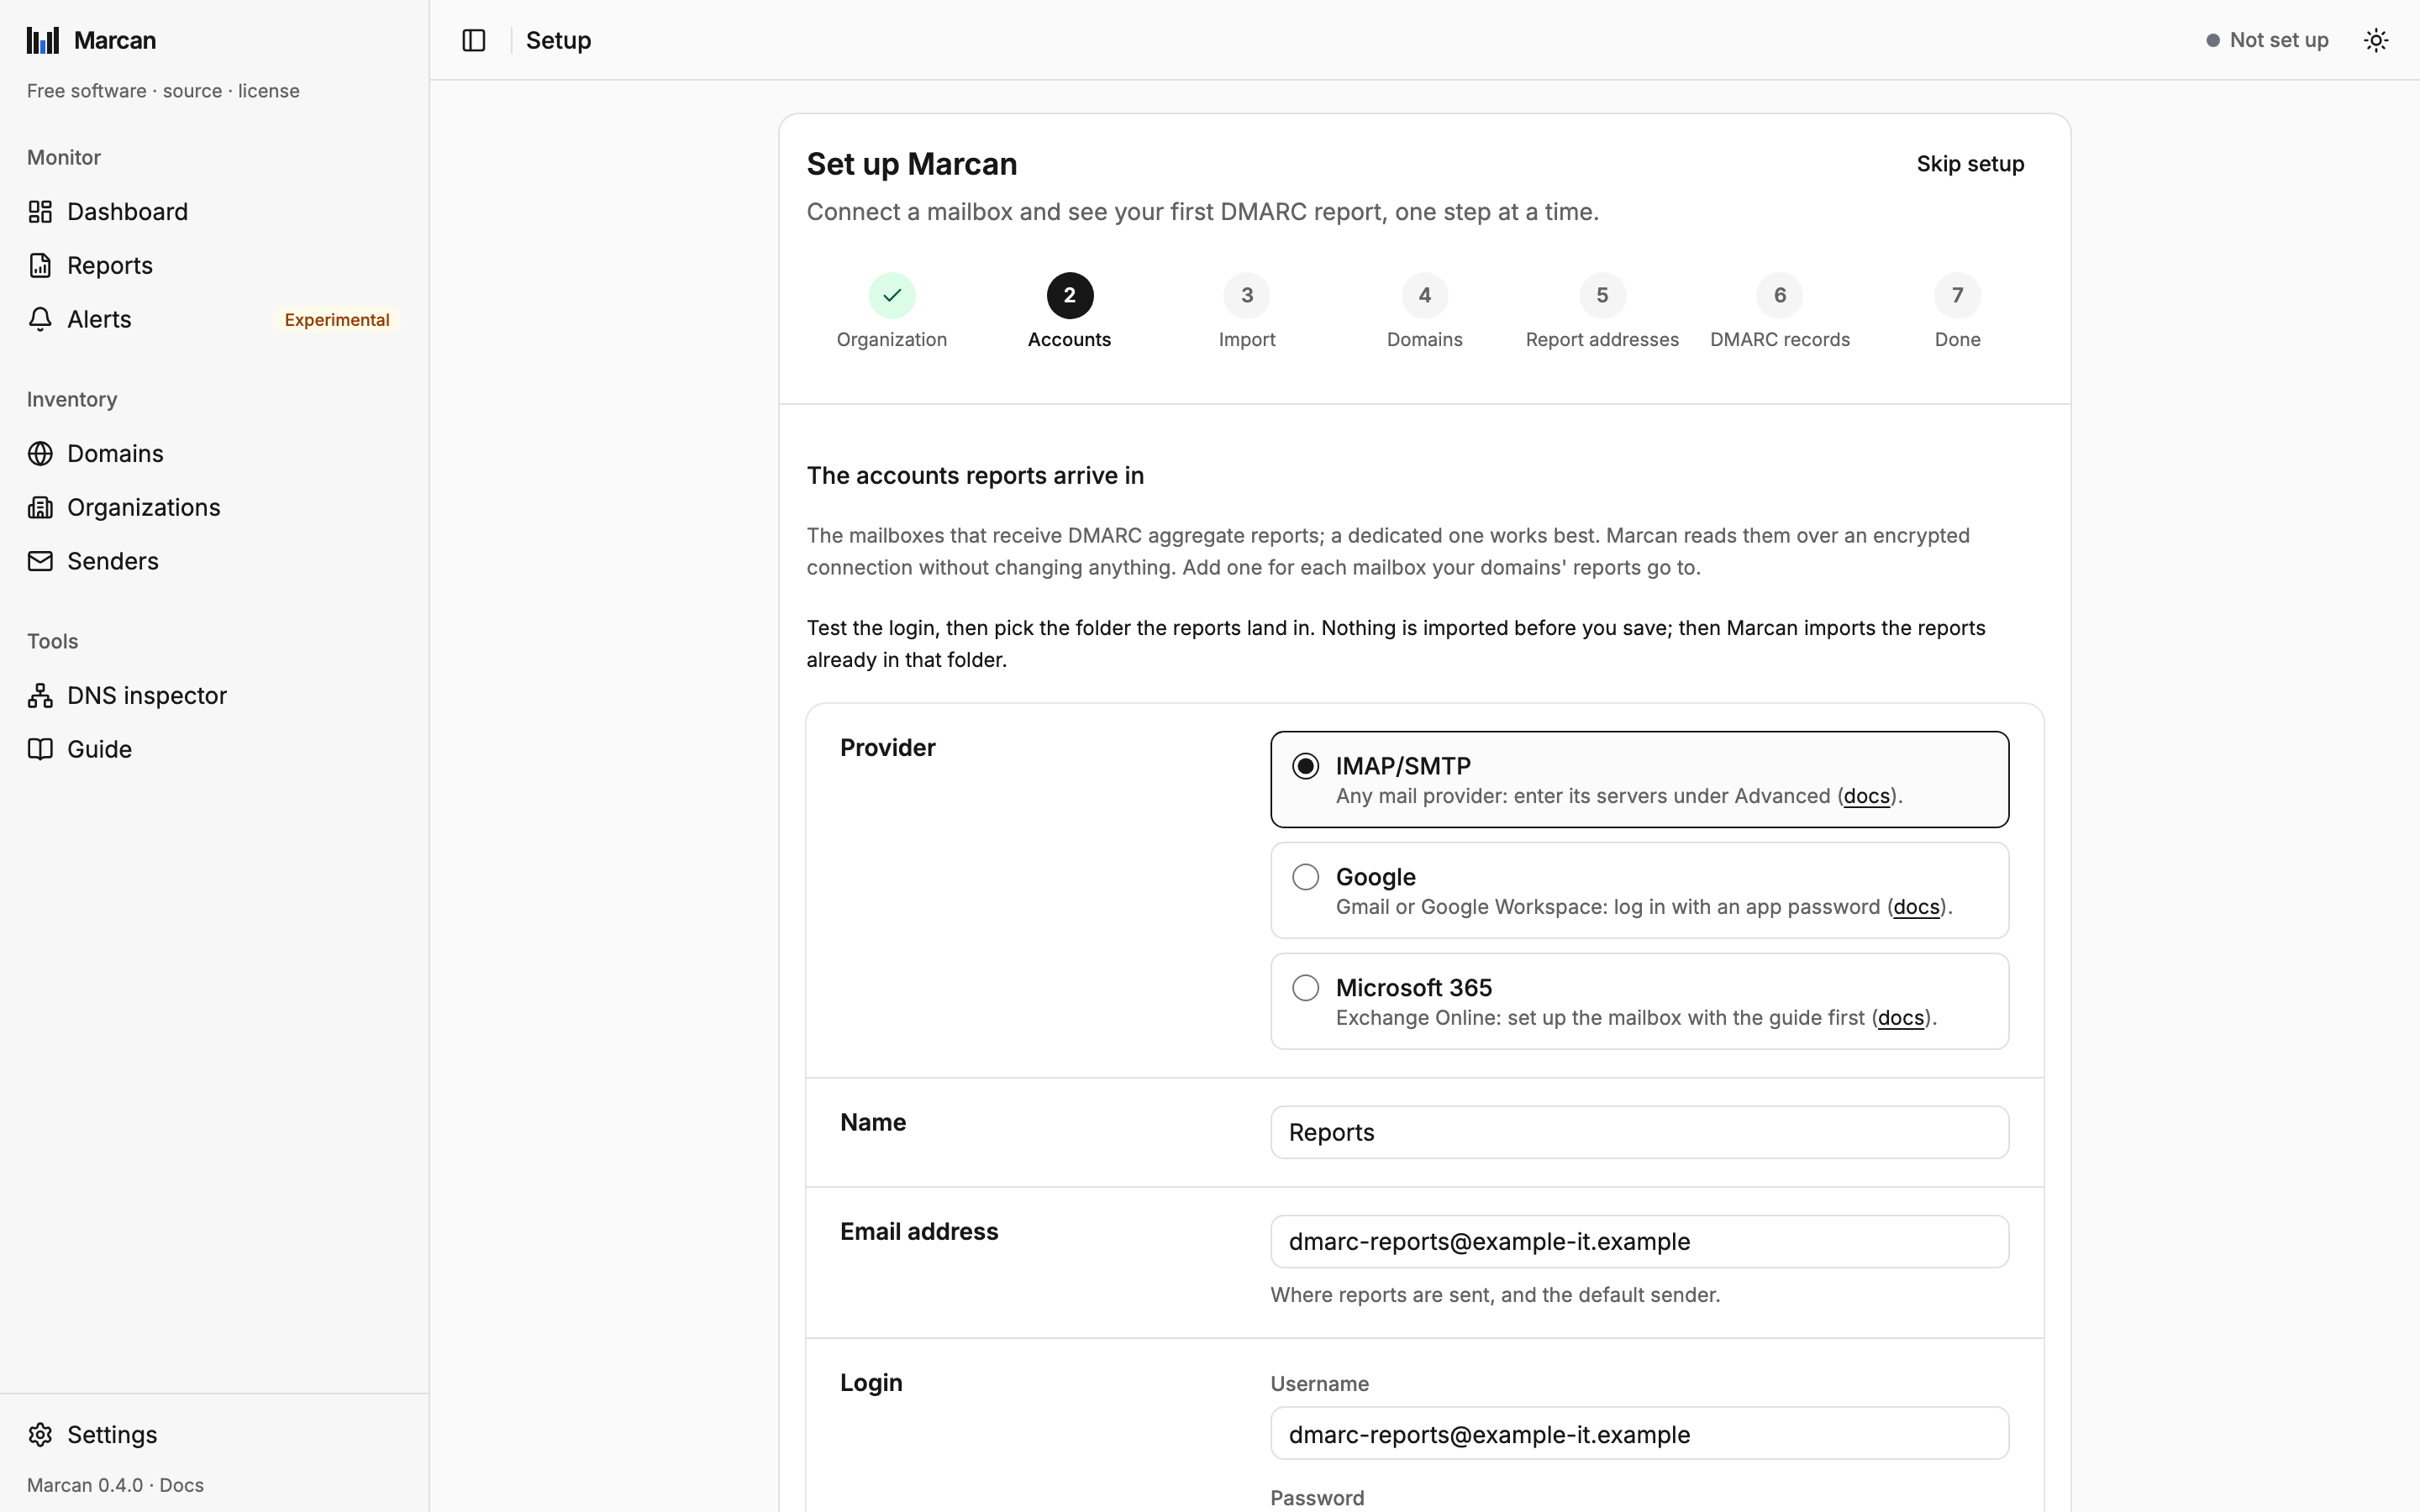 Marcan
Free software · source · license
Monitor
Dashboard
Reports
Alerts
Experimental
Inventory
Domains
Organizations
Senders
Tools
DNS inspector
Guide
Settings
Marcan 0.4.0 · Docs
Setup
Not set up
Set up Marcan
Skip setup
Connect a mailbox and see your first DMARC report, one step at a time.
Organization
2
Accounts
3
Import
4
Domains
5
Report addresses
6
DMARC records
7
Done
The accounts reports arrive in
The mailboxes that receive DMARC aggregate reports; a dedicated one works best. Marcan reads them over an encrypted
connection without changing anything. Add one for each mailbox your domains' reports go to.
Test the login, then pick the folder the reports land in. Nothing is imported before you save; then Marcan imports the reports
already in that folder.
Provider
IMAP/SMTP
Any mail provider: enter its servers under Advanced (docs).
Google
Gmail or Google Workspace: log in with an app password (docs).
Microsoft 365
Exchange Online: set up the mailbox with the guide first (docs).
Name
Reports
Email address
dmarc-reports@example-it.example
Where reports are sent, and the default sender.
Login
Username
dmarc-reports@example-it.example
Password